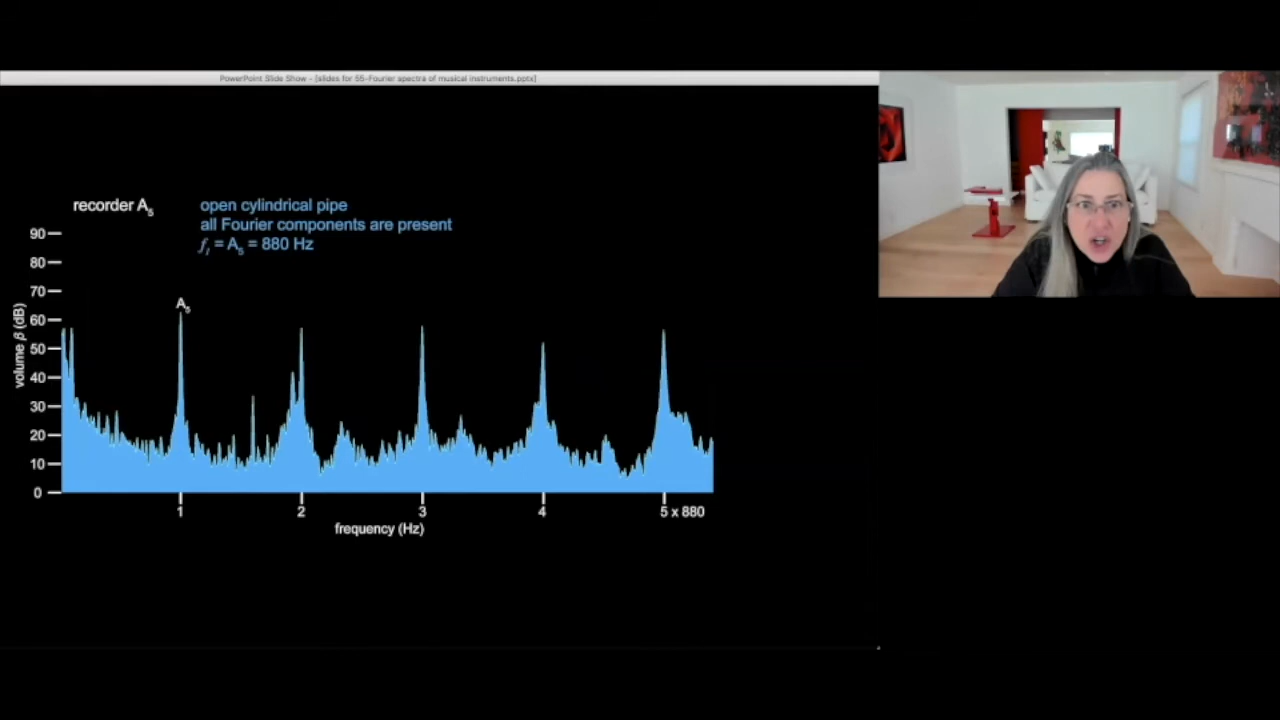 PowerPoint Slide Show - [slides for 55-Fourier spectra of musical instruments.pptx]
recorder A5
open cylindrical pipe
all Fourier components are present
f1 = A5 = 880 Hz
90
80
70
60
50
40
30
20
10
0
volume β (dB)
A5
1 2 3 4 5 x 880
frequency (Hz)